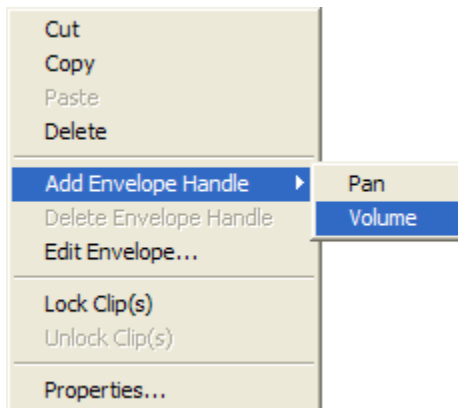 Cut
Copy
Paste
Delete
Add Envelope Handle
Pan
Delete Envelope Handle
Volume
Edit Envelope...
Lock Clip(s)
Unlock Clip(s)
Properties...